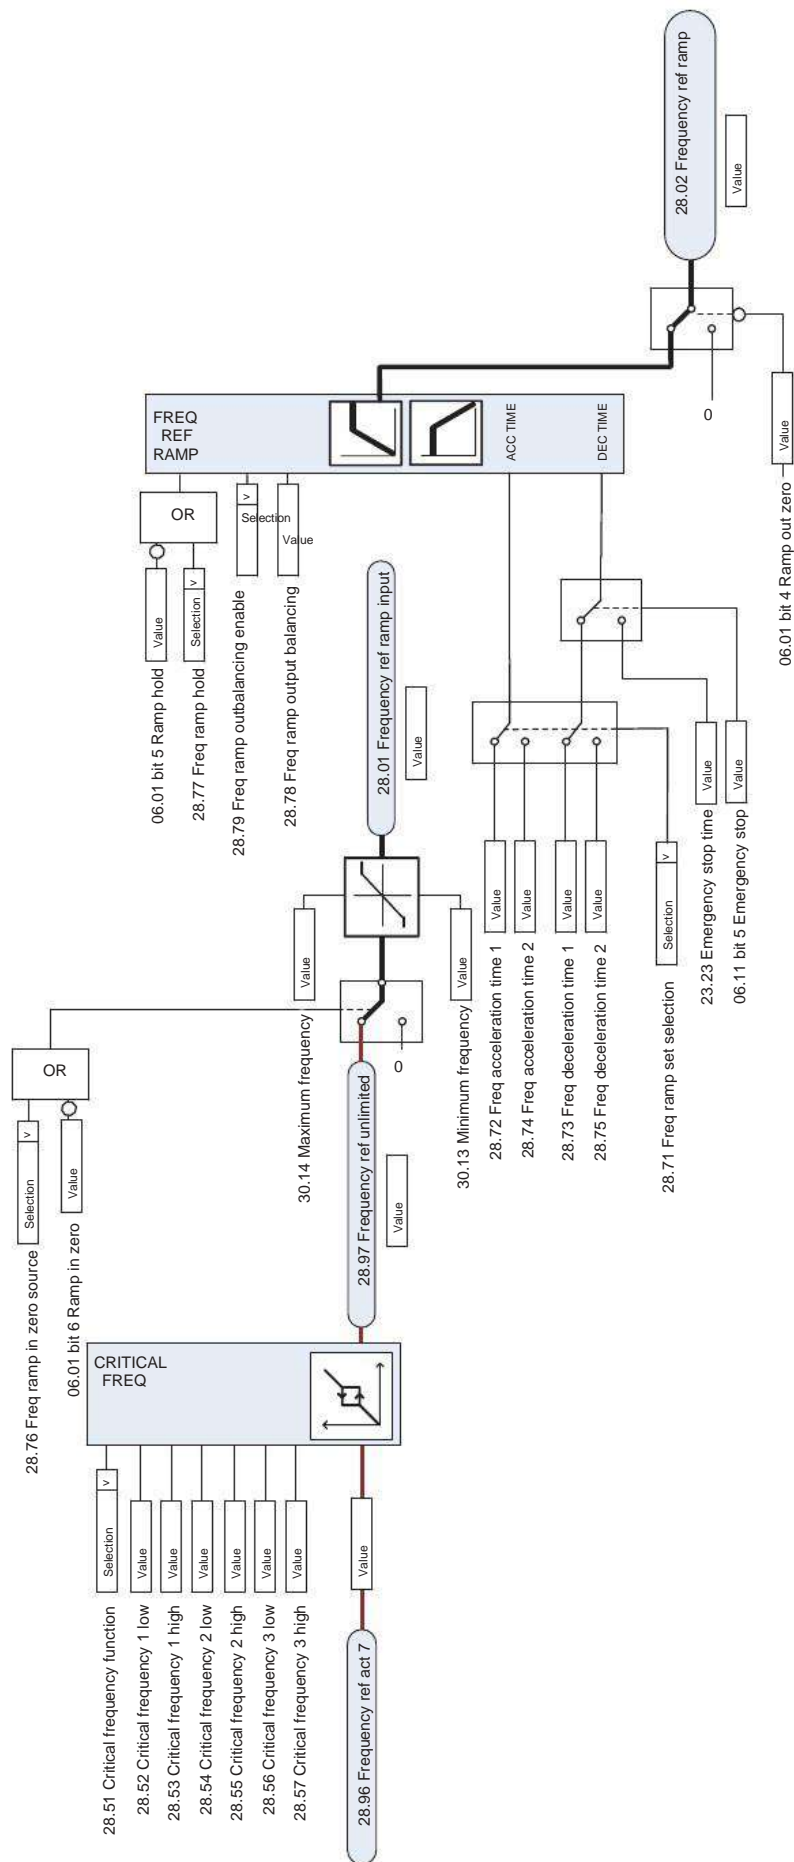 28.51 Critical frequency function
Selection
v
28.52 Critical frequency 1 low
Value
28.53 Critical frequency 1 high
Value
28.54 Critical frequency 2 low
Value
28.55 Critical frequency 2 high
Value
28.56 Critical frequency 3 low
Value
28.57 Critical frequency 3 high
Value
28.96 Frequency ref act 7
Value
CRITICAL
FREQ
28.76 Freq ramp in zero source
Selection
v
06.01 bit 6 Ramp in zero
Value
OR
28.97 Frequency ref unlimited
Value
0
30.14 Maximum frequency
Value
30.13 Minimum frequency
Value
28.01 Frequency ref ramp input
Value
06.01 bit 5 Ramp hold
Value
28.77 Freq ramp hold
Selection
v
OR
28.79 Freq ramp outbalancing enable
Selection
v
28.78 Freq ramp output balancing
Value
FREQ
REF
RAMP
ACC TIME
DEC TIME
28.72 Freq acceleration time 1
Value
28.74 Freq acceleration time 2
Value
28.73 Freq deceleration time 1
Value
28.75 Freq deceleration time 2
Value
28.71 Freq ramp set selection
Selection
v
23.23 Emergency stop time
Value
06.11 bit 5 Emergency stop
Value
06.01 bit 4 Ramp out zero
Value
0
28.02 Frequency ref ramp
Value